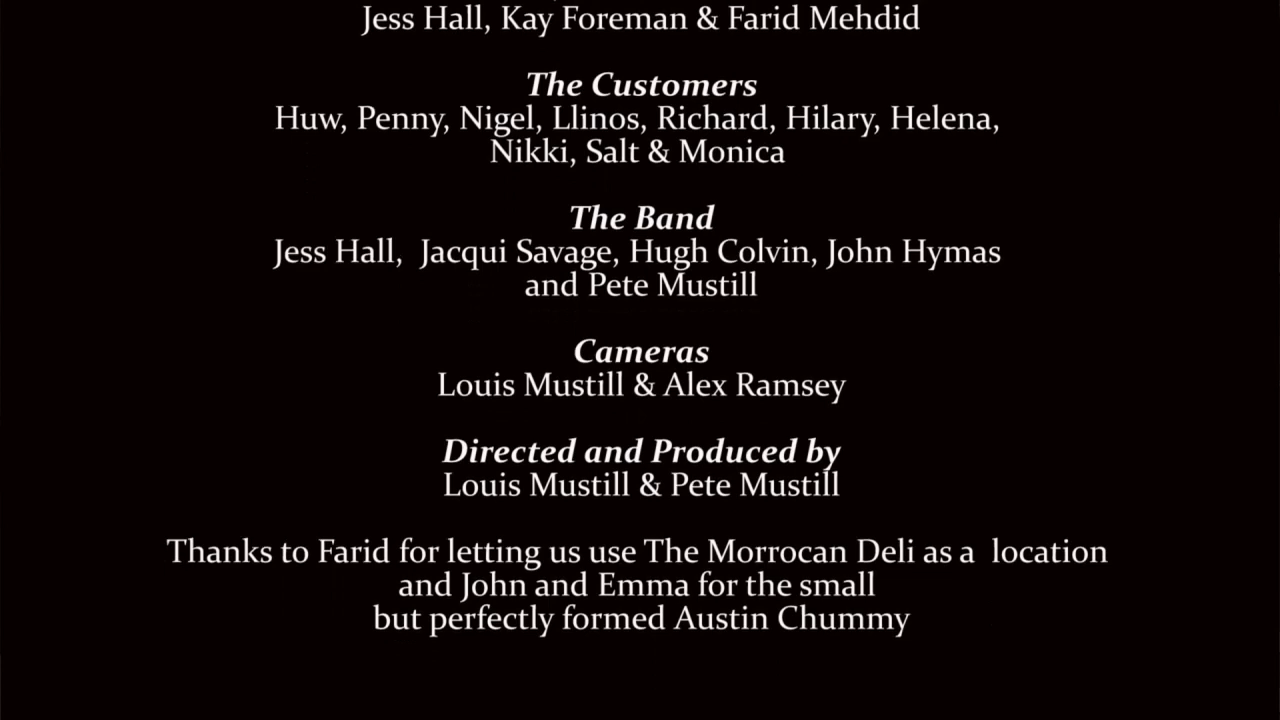 Jess Hall, Kay Foreman & Farid Mehdid
The Customers
Huw, Penny, Nigel, Llinos, Richard, Hilary, Helena,
Nikki, Salt & Monica
The Band
Jess Hall,  Jacqui Savage, Hugh Colvin, John Hymas
and Pete Mustill
Cameras
Louis Mustill & Alex Ramsey
Directed and Produced by
Louis Mustill & Pete Mustill
Thanks to Farid for letting us use The Morrocan Deli as a  location
and John and Emma for the small
but perfectly formed Austin Chummy